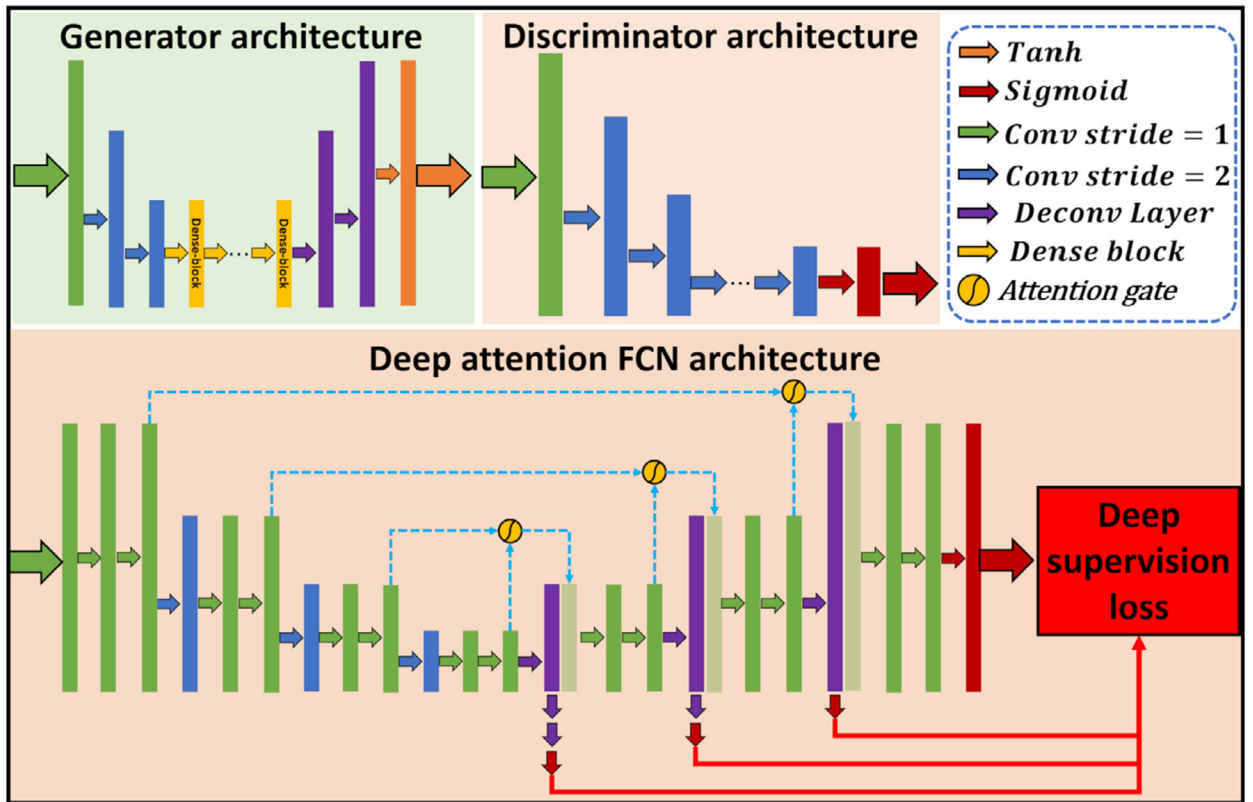 Generator architecture
Dense-block
...
Dense-block
Discriminator architecture
...
Tanh
Sigmoid
Conv stride = 1
Conv stride = 2
Deconv Layer
Dense block
Attention gate
Deep attention FCN architecture
Deep
supervision
loss